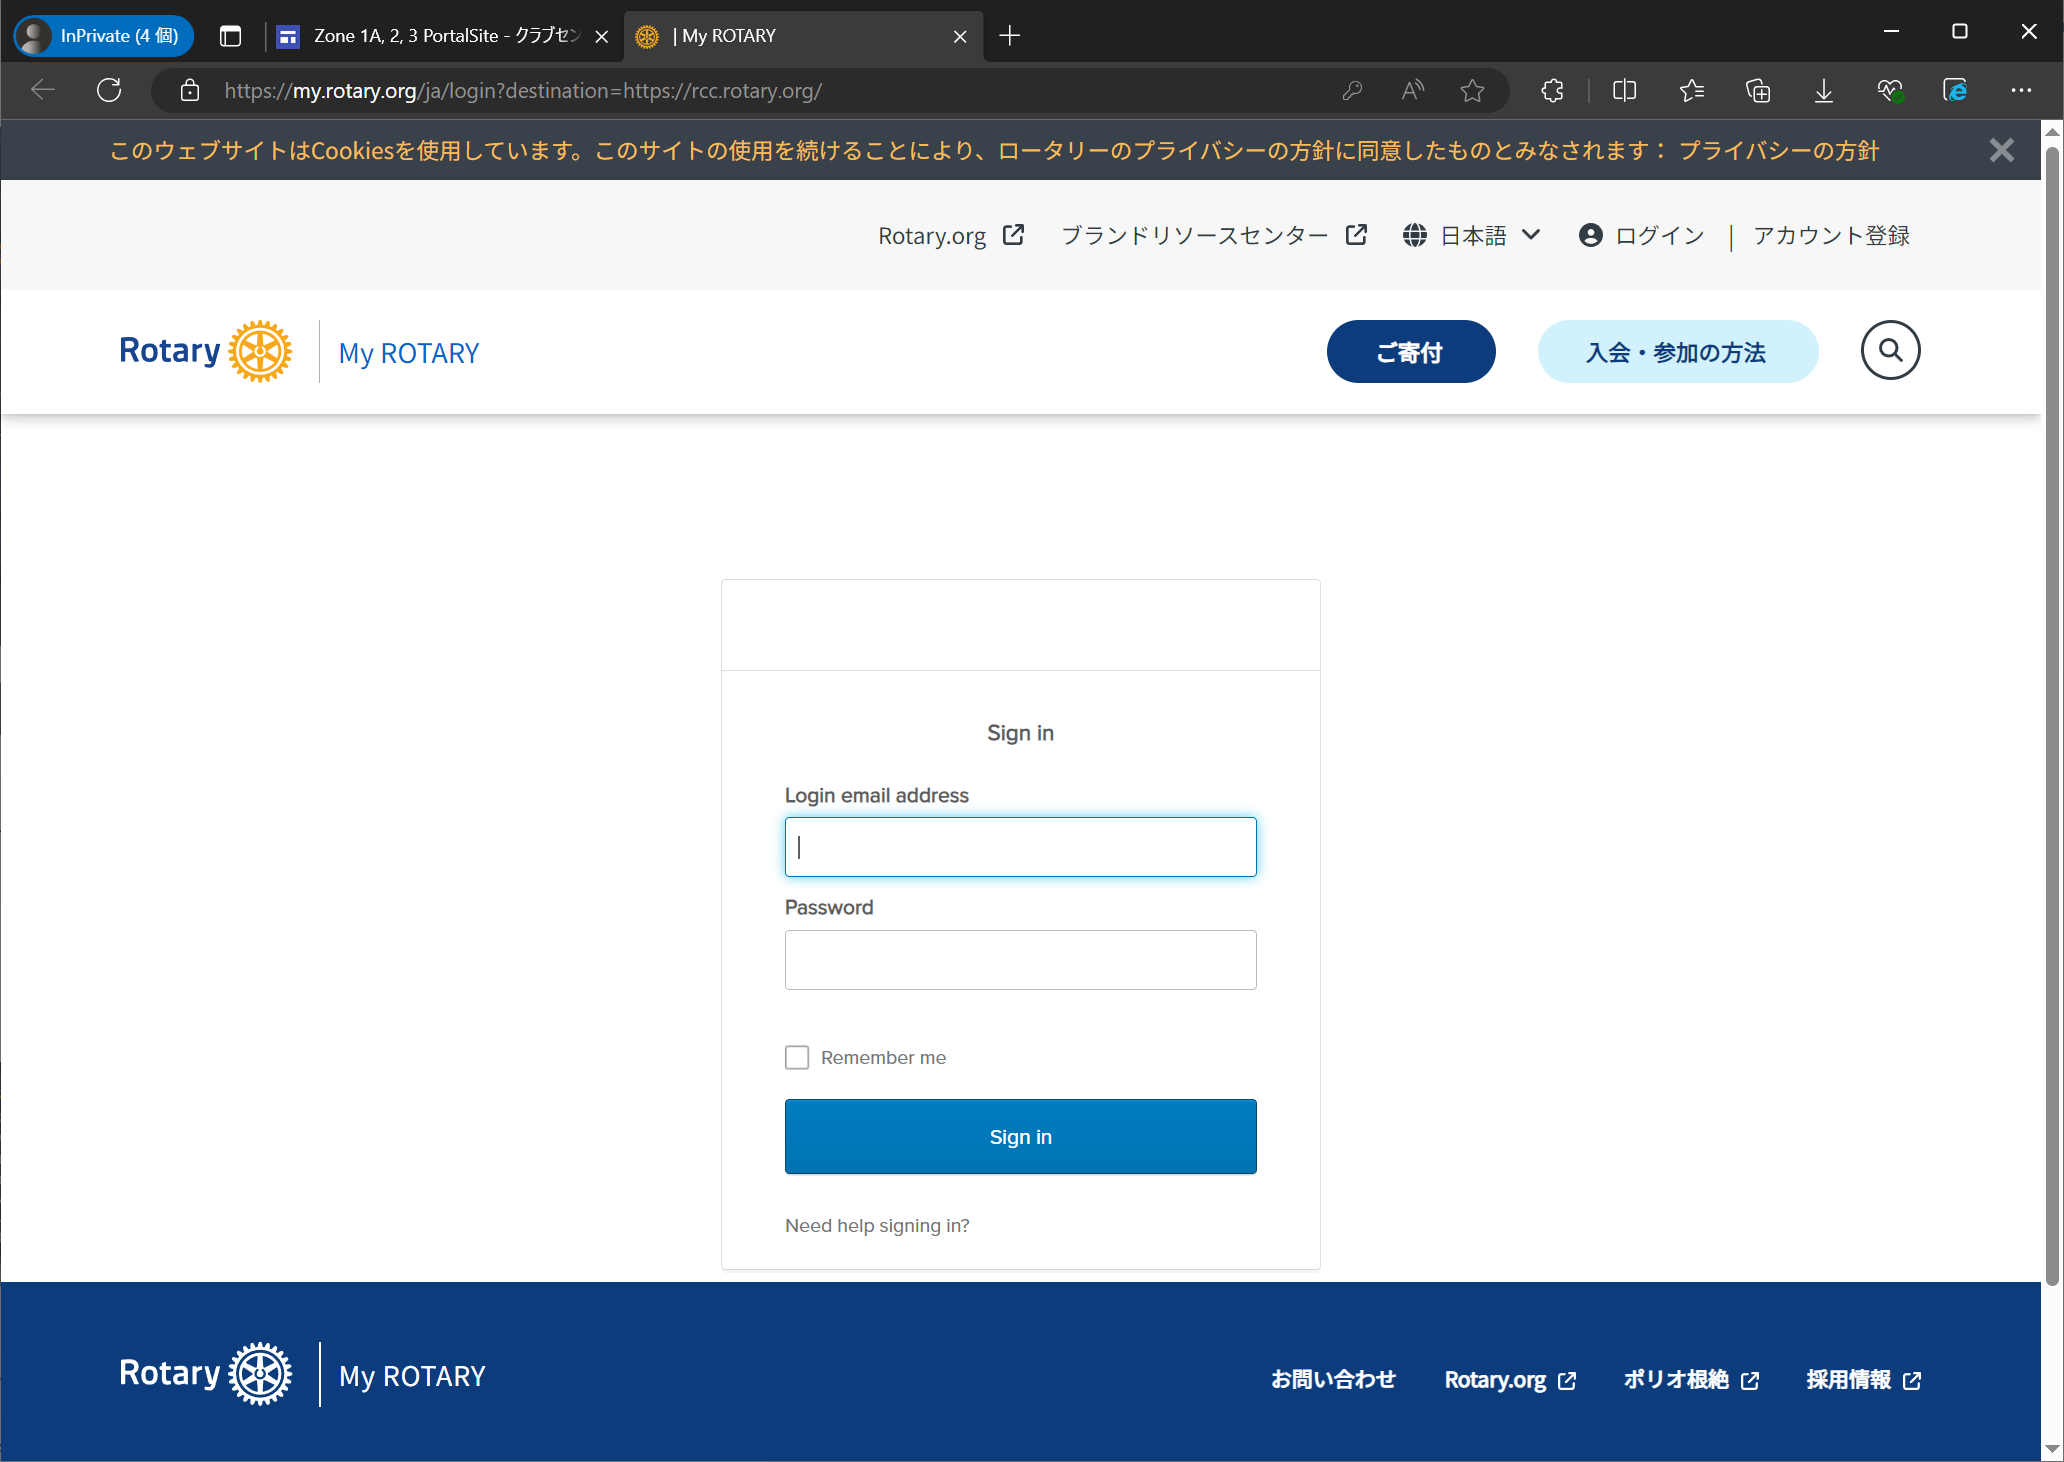 InPrivate (4 個)
Zone 1A, 2, 3 PortalSite - クラブセン
| My ROTARY
https://my.rotary.org/ja/login?destination=https://rcc.rotary.org/
このウェブサイトはCookiesを使用しています。このサイトの使用を続けることにより、ロータリーのプライバシーの方針に同意したものとみなされます： プライバシーの方針
Rotary.org ブランドリソースセンター 日本語 ログイン | アカウント登録
Rotary My ROTARY
ご寄付 入会・参加の方法
Sign in
Login email address
Password
Remember me
Sign in
Need help signing in?
Rotary My ROTARY
お問い合わせ Rotary.org ポリオ根絶 採用情報